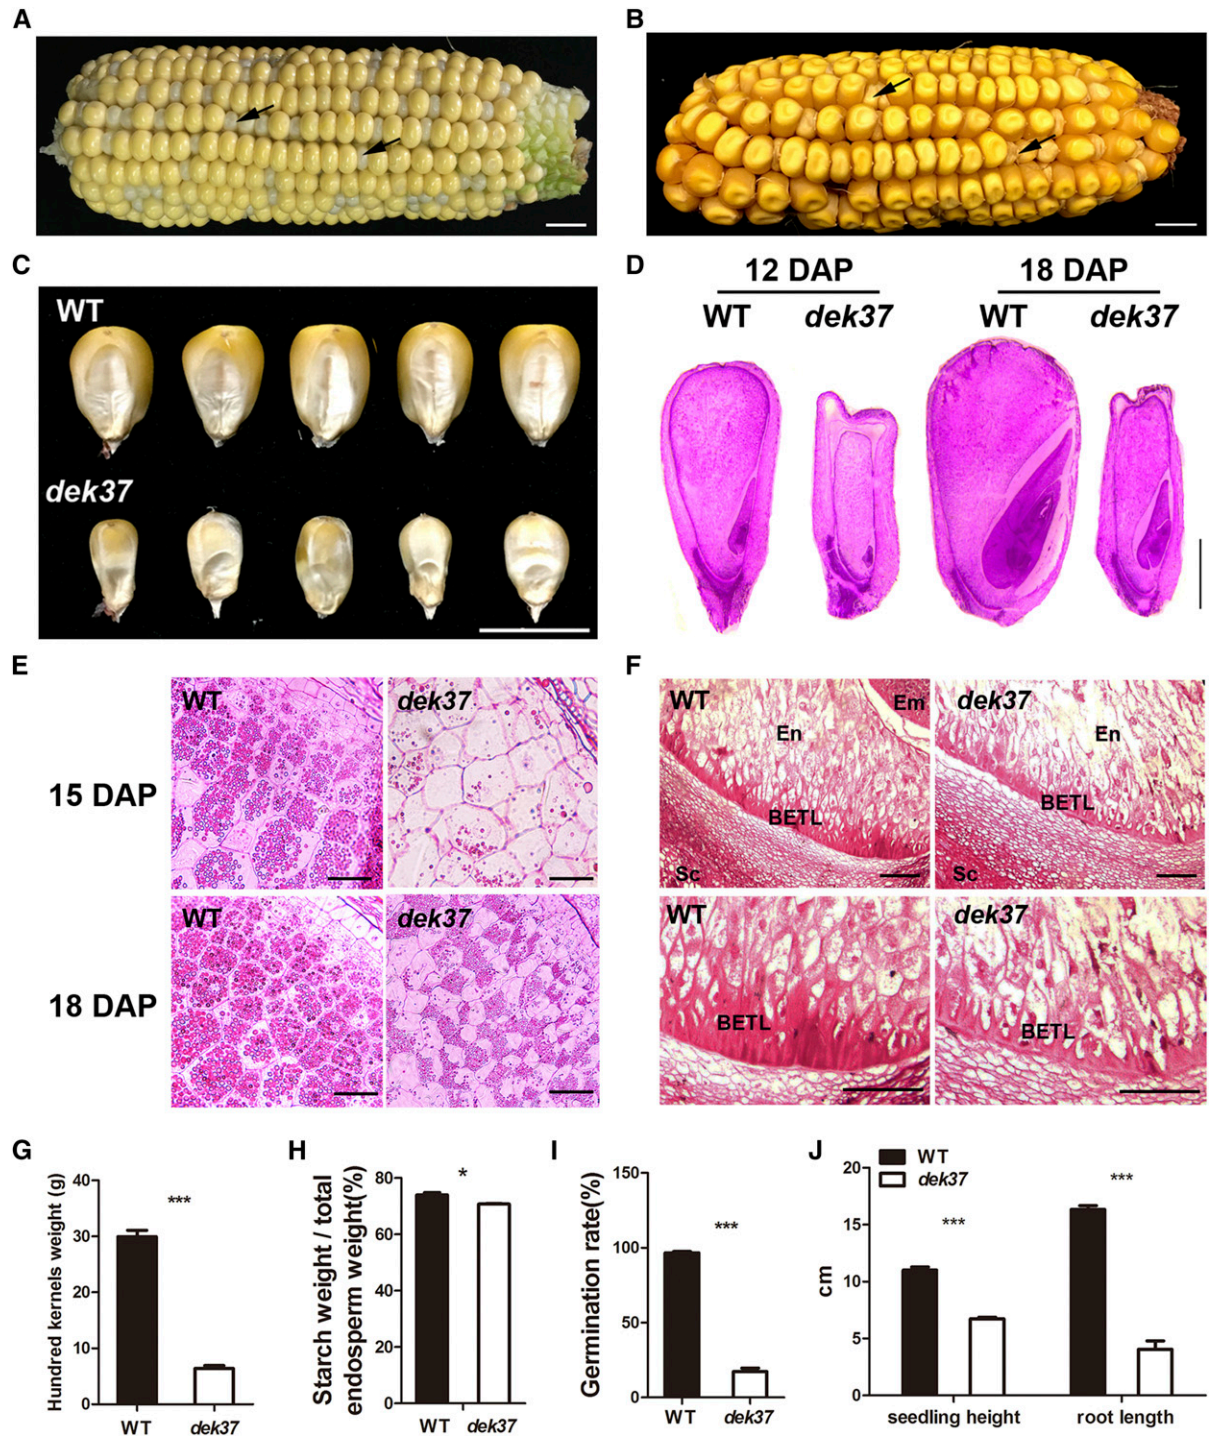 A
B
C
WT
dek37
D
12 DAP
18 DAP
WT
dek37
WT
dek37
E
WT
dek37
15 DAP
WT
dek37
18 DAP
F
WT
Em
En
BETL
Sc
dek37
En
BETL
Sc
WT
BETL
dek37
BETL
G
Hundred kernels weight (g)
40
30
20
10
0
***
WT
dek37
H
Starch weight / total
endosperm weight(%)
80
60
40
20
0
*
WT
dek37
I
Germination rate(%)
150
100
50
0
***
WT
dek37
J
WT
dek37
cm
20
15
10
5
0
***
***
seedling height
root length